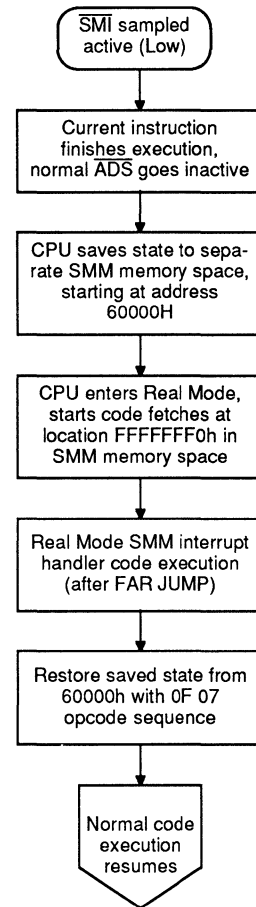 SMI sampled
active (Low)
Current instruction
finishes execution,
normal ADS goes inactive
CPU saves state to sepa-
rate SMM memory space,
starting at address
60000H
CPU enters Real Mode,
starts code fetches at
location FFFFFFF0h in
SMM memory space
Real Mode SMM interrupt
handler code execution
(after FAR JUMP)
Restore saved state from
60000h with 0F 07
opcode sequence
Normal code
execution
resumes